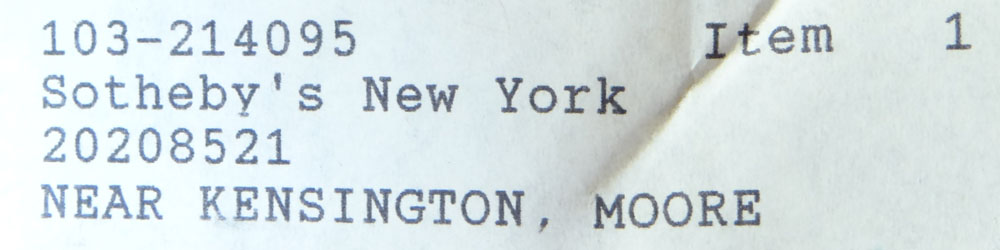 103-214095 Item 1
Sotheby's New York
20208521
NEAR KENSINGTON, MOORE